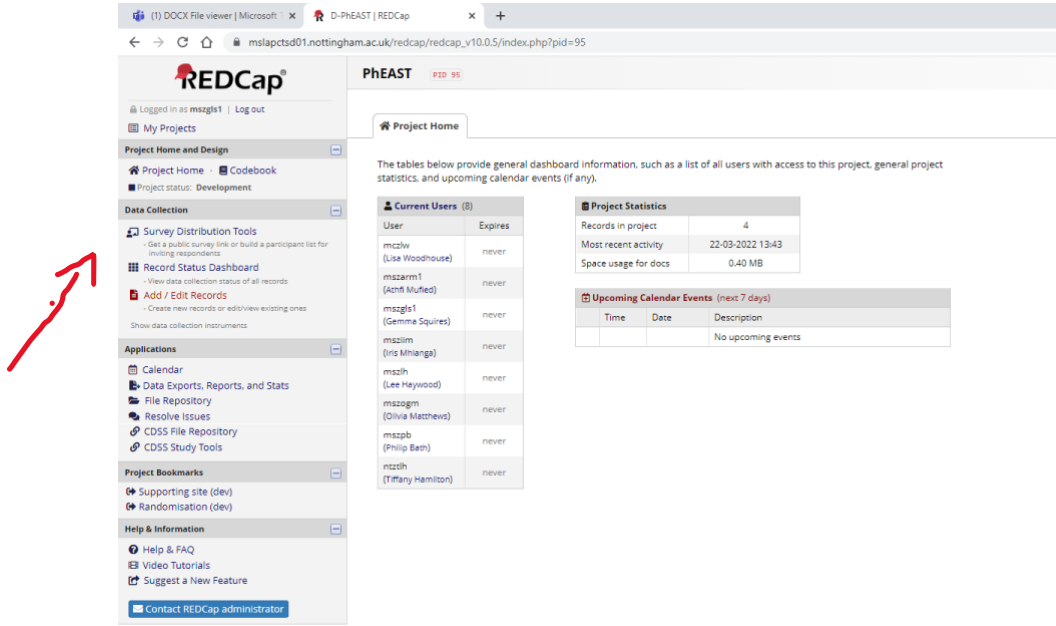 (1) DOCX File viewer | Microsoft
D-PhEAST | REDCap
mslapctsd01.nottingham.ac.uk/redcap/redcap_v10.0.5/index.php?pid=95
REDCap®
Logged in as mszgls1 | Log out
My Projects
Project Home and Design
Project Home · Codebook
Project status: Development
Data Collection
Survey Distribution Tools
- Get a public survey link or build a participant list for
inviting respondents
Record Status Dashboard
- View data collection status of all records
Add / Edit Records
- Create new records or edit/view existing ones
Show data collection instruments
Applications
Calendar
Data Exports, Reports, and Stats
File Repository
Resolve Issues
CDSS File Repository
CDSS Study Tools
Project Bookmarks
Supporting site (dev)
Randomisation (dev)
Help & Information
Help & FAQ
Video Tutorials
Suggest a New Feature
Contact REDCap administrator
PhEAST PID 95
Project Home
The tables below provide general dashboard information, such as a list of all users with access to this project, general project
statistics, and upcoming calendar events (if any).
Current Users (8)
User Expires
mczlw
(Lisa Woodhouse) never
mszarm1
(Athfi Mufied) never
mszgls1
(Gemma Squires) never
msziim
(Iris Mhlanga) never
mszlh
(Lee Haywood) never
mszogm
(Olivia Matthews) never
mszpb
(Philip Bath) never
ntztlh
(Tiffany Hamilton) never
Project Statistics
Records in project 4
Most recent activity 22-03-2022 13:43
Space usage for docs 0.40 MB
Upcoming Calendar Events (next 7 days)
Time Date Description
No upcoming events